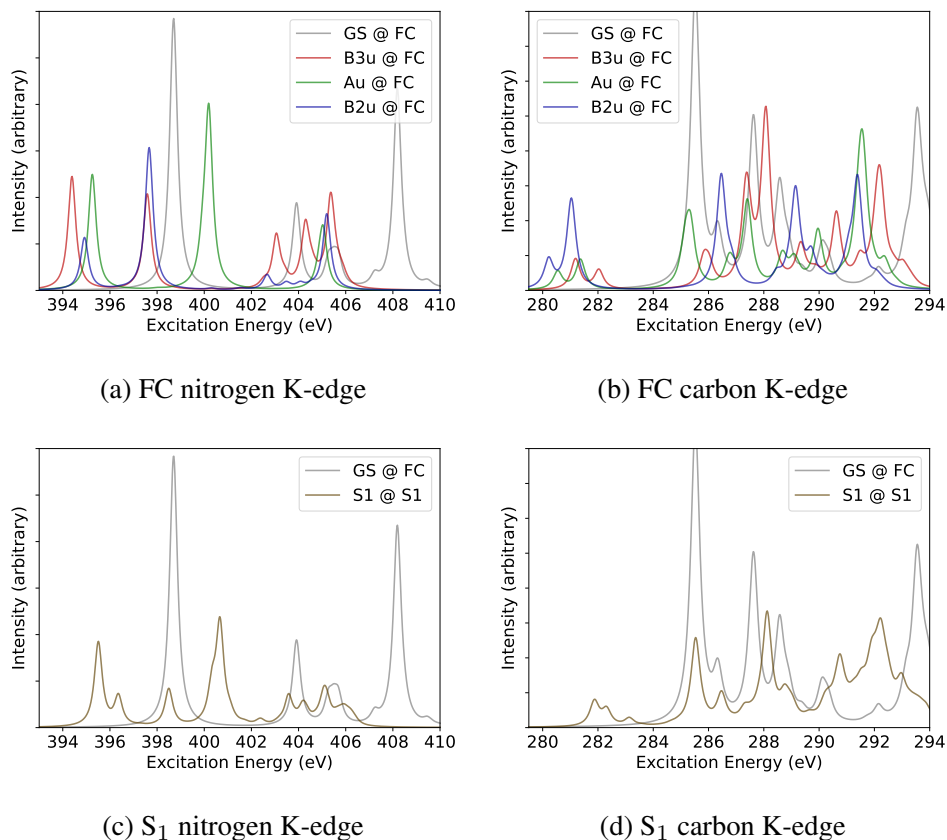 Intensity (arbitrary)
GS @ FC
B3u @ FC
Au @ FC
B2u @ FC
394 396 398 400 402 404 406 408 410
Excitation Energy (eV)
(a) FC nitrogen K-edge
Intensity (arbitrary)
GS @ FC
B3u @ FC
Au @ FC
B2u @ FC
280 282 284 286 288 290 292 294
Excitation Energy (eV)
(b) FC carbon K-edge
Intensity (arbitrary)
GS @ FC
S1 @ S1
394 396 398 400 402 404 406 408 410
Excitation Energy (eV)
(c) S₁ nitrogen K-edge
Intensity (arbitrary)
GS @ FC
S1 @ S1
280 282 284 286 288 290 292 294
Excitation Energy (eV)
(d) S₁ carbon K-edge